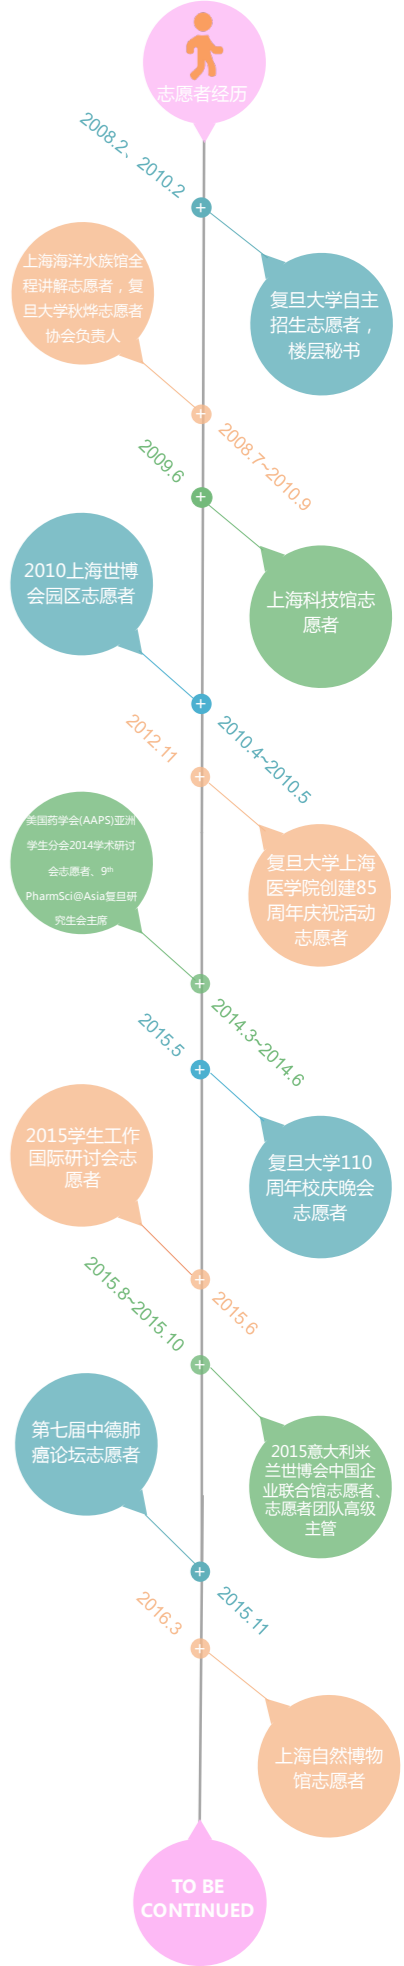 志愿者经历
2008.2、2010.2
复旦大学自主
招生志愿者，
楼层秘书
上海海洋水族馆全
程讲解志愿者，复
旦大学秋烨志愿者
协会负责人
2008.7~2010.9
2009.6
上海科技馆志
愿者
2010上海世博
会园区志愿者
2010.4~2010.5
2012.11
复旦大学上海
医学院创建85
周年庆祝活动
志愿者
美国药学会(AAPS)亚洲
学生分会2014学术研讨
会志愿者、9th
PharmSci@Asia复旦研
究生会主席
2014.3~2014.6
2015.5
复旦大学110
周年校庆晚会
志愿者
2015学生工作
国际研讨会志
愿者
2015.6
2015.8~2015.10
2015意大利米
兰世博会中国企
业联合馆志愿者、
志愿者团队高级
主管
第七届中德肺
癌论坛志愿者
2015.11
2016.3
上海自然博物
馆志愿者
TO BE
CONTINUED